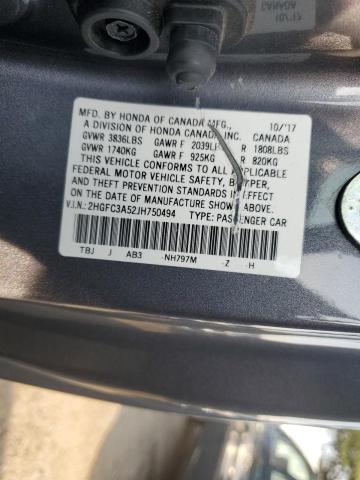 MFD. BY HONDA OF CANADA MFG., 10/'17
A DIVISION OF HONDA CANADA, INC. CANADA
GVWR 3836LBS GAWR F 2039LB R 1808LBS
GVWR 1740KG GAWR F 925KG R 820KG
THIS VEHICLE CONFORMS TO ALL APPLICABLE
FEDERAL MOTOR VEHICLE SAFETY, BUMPER,
AND THEFT PREVENTION STANDARDS IN EFFECT
ON THE DATE OF MANUFACTURE SHOWN ABOVE.
V.I.N.: 2HGFC3A52JH750494 TYPE: PASSENGER CAR
TBJ J AB3 -NH797M -Z -H